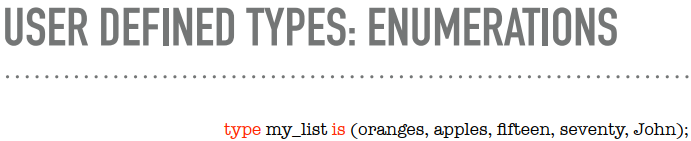 USER DEFINED TYPES: ENUMERATIONS
type my_list is (oranges, apples, fifteen, seventy, John);